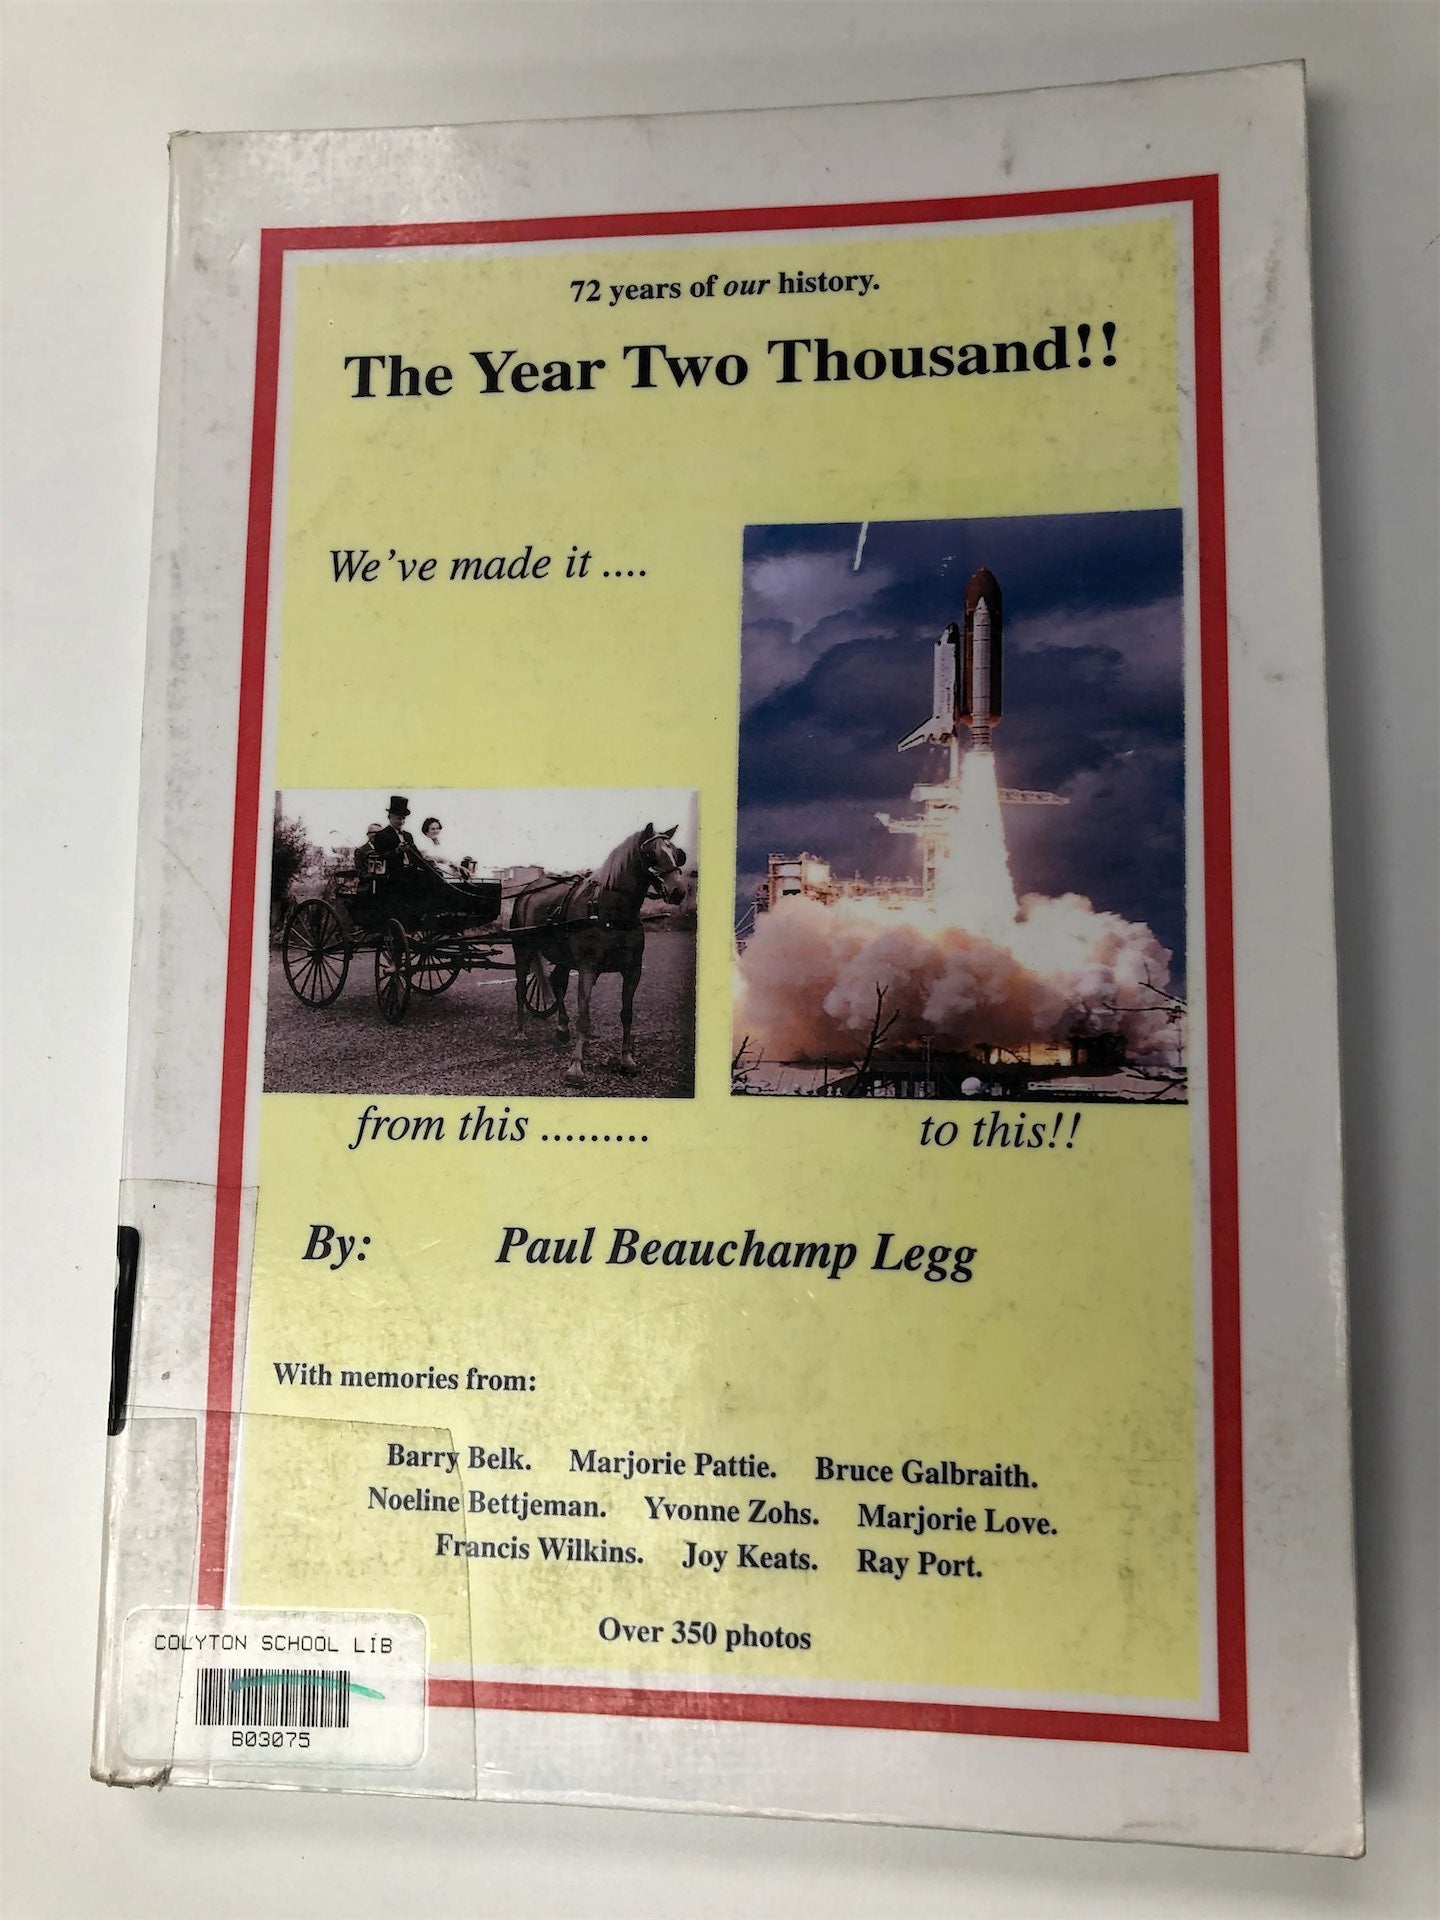 72 years of our history.
The Year Two Thousand!!
We've made it ....
from this .........
to this!!
By: Paul Beauchamp Legg
With memories from:
Barry Belk. Marjorie Pattie. Bruce Galbraith.
Noeline Bettjeman. Yvonne Zohs. Marjorie Love.
Francis Wilkins. Joy Keats. Ray Port.
Over 350 photos
COLYTON SCHOOL LIB
B03075